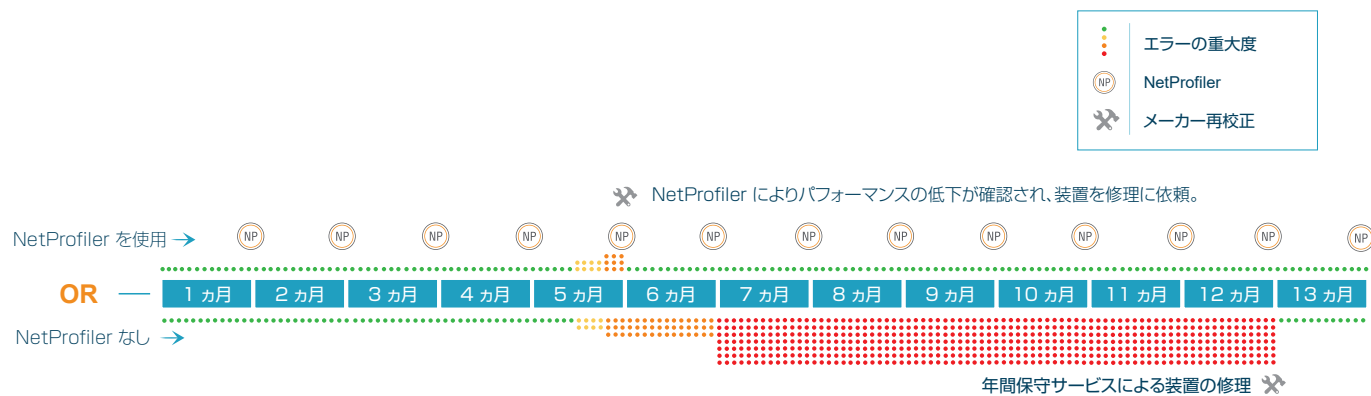 エラーの重大度
NP NetProfiler
メーカー再校正
NetProfiler によりパフォーマンスの低下が確認され、装置を修理に依頼。
NetProfiler を使用 → NP NP NP NP NP NP NP NP NP NP NP NP NP
OR 1 ヵ月 2 ヵ月 3 ヵ月 4 ヵ月 5 ヵ月 6 ヵ月 7 ヵ月 8 ヵ月 9 ヵ月 10 ヵ月 11 ヵ月 12 ヵ月 13 ヵ月
NetProfiler なし →
年間保守サービスによる装置の修理